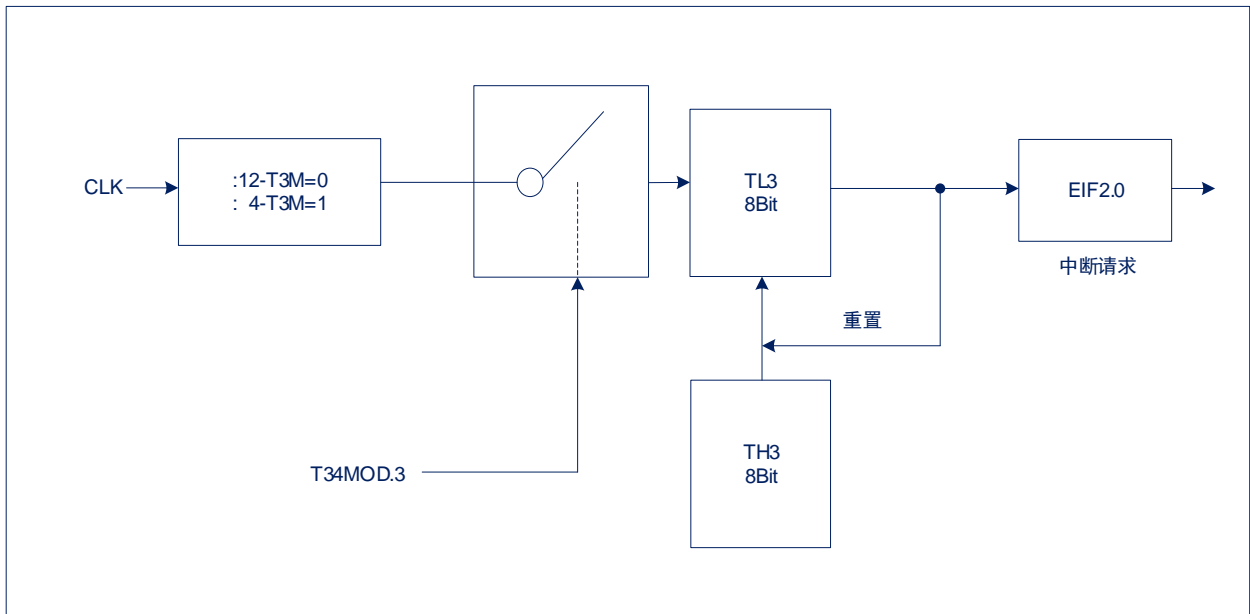 CLK
:12-T3M=0
: 4-T3M=1
TL3
8Bit
EIF2.0
中断请求
重置
TH3
8Bit
T34MOD.3